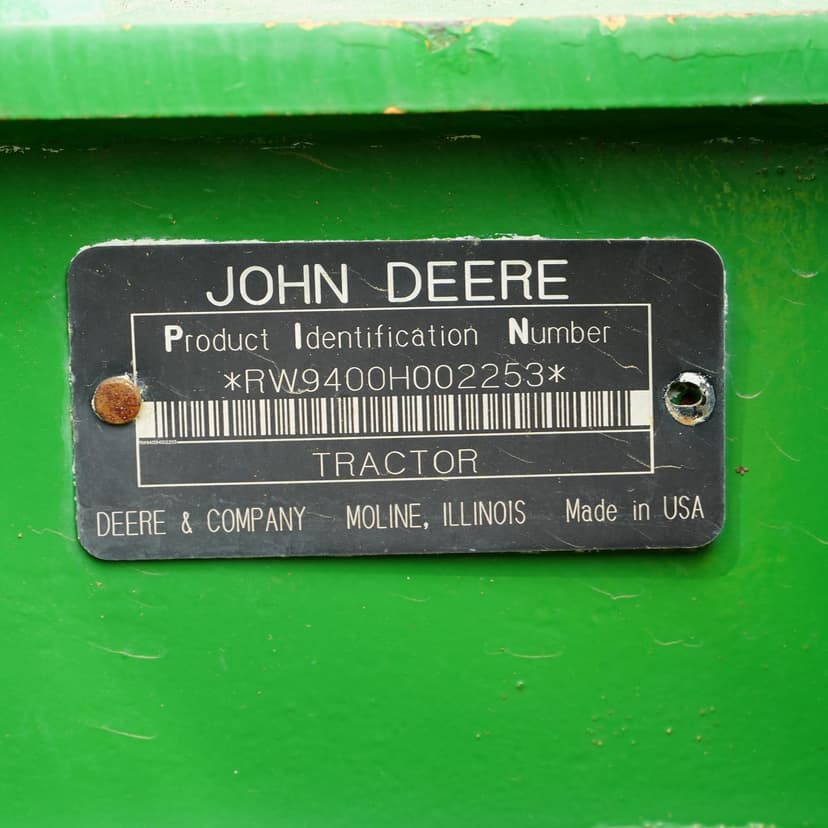 JOHN DEERE
Product Identification Number
*RW9400H002253*
TRACTOR
DEERE & COMPANY MOLINE, ILLINOIS Made in USA